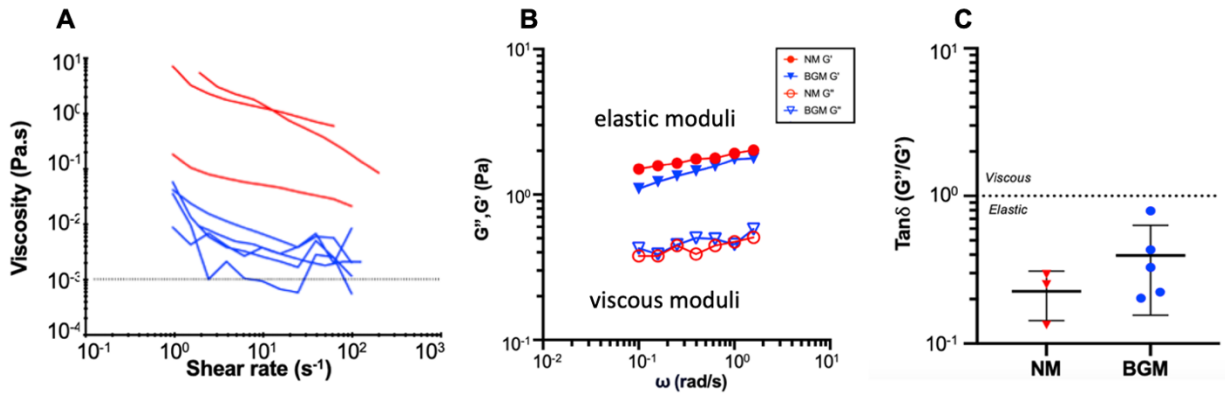 A
Viscosity (Pa.s)
10¹
10⁰
10⁻¹
10⁻²
10⁻³
10⁻⁴
10⁻¹ 10⁰ 10¹ 10² 10³
Shear rate (s⁻¹)
B
G'',G' (Pa)
10¹
10⁰
10⁻¹
10⁻² 10⁻¹ 10⁰ 10¹
ω (rad/s)
NM G'
BGM G'
NM G"
BGM G"
elastic moduli
viscous moduli
C
Tanδ (G''/G')
10¹
10⁰
10⁻¹
Viscous
Elastic
NM BGM